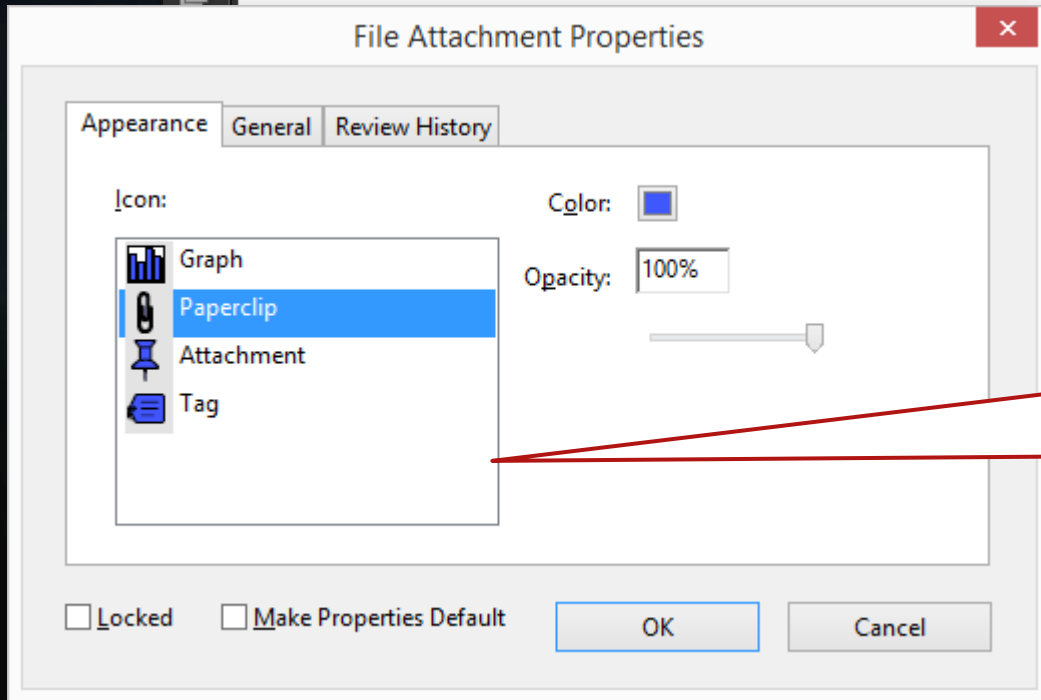 File Attachment Properties
Appearance General Review History
Icon:
Color:
Graph
Opacity: 100%
Paperclip
Attachment
Tag
Locked Make Properties Default OK Cancel